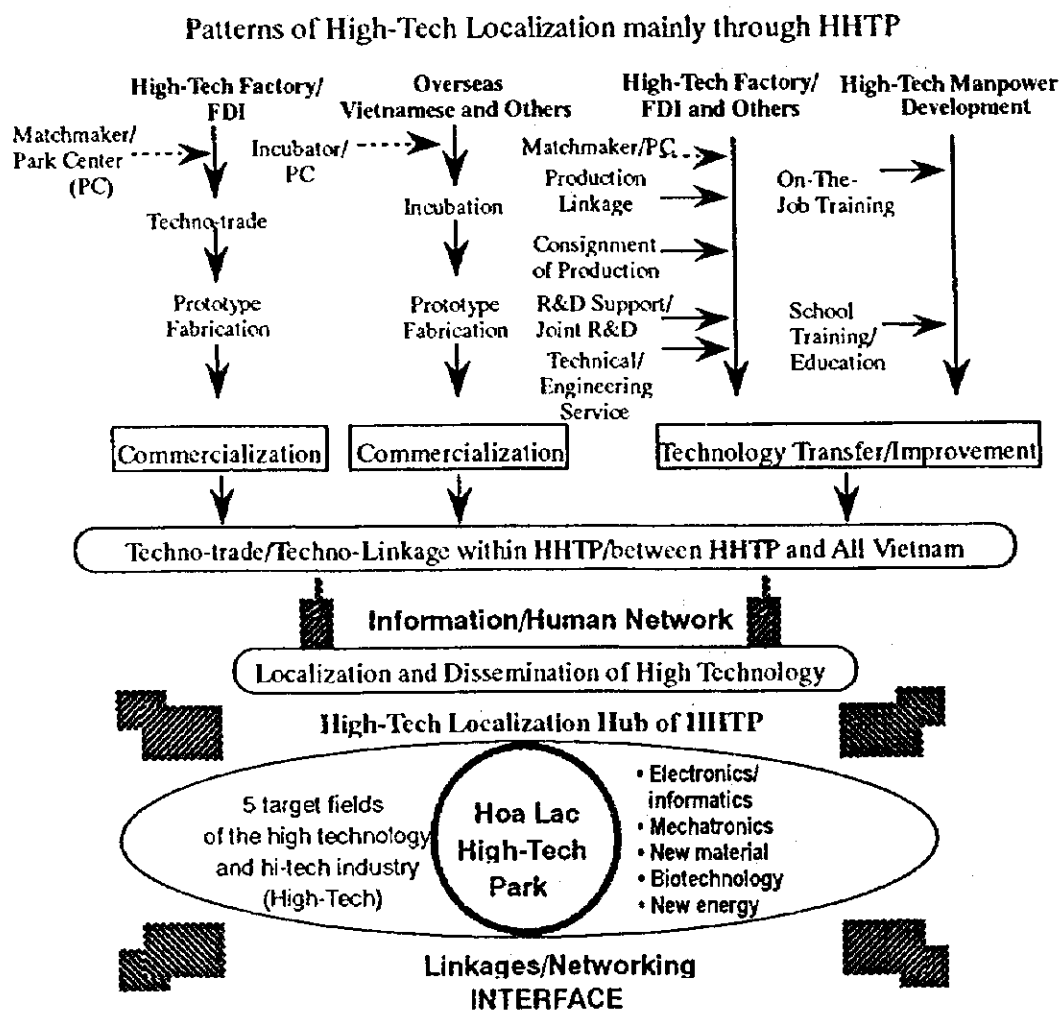 Patterns of High-Tech Localization mainly through HHTP
High-Tech Factory/
FDI
Overseas
Vietnamese and Others
High-Tech Factory/
FDI and Others
High-Tech Manpower
Development
Matchmaker/
Park Center
(PC)
Techno-trade
Prototype
Fabrication
Incubator/
PC
Incubation
Prototype
Fabrication
Matchmaker/PC
Production
Linkage
Consignment
of Production
R&D Support/
Joint R&D
Technical/
Engineering
Service
On-The-
Job Training
School
Training/
Education
Commercialization
Commercialization
Technology Transfer/Improvement
Techno-trade/Techno-Linkage within HHTP/between HHTP and All Vietnam
Information/Human Network
Localization and Dissemination of High Technology
High-Tech Localization Hub of HHTP
5 target fields
of the high technology
and hi-tech industry
(High-Tech)
Hoa Lac
High-Tech
Park
• Electronics/
informatics
• Mechatronics
• New material
• Biotechnology
• New energy
Linkages/Networking
INTERFACE